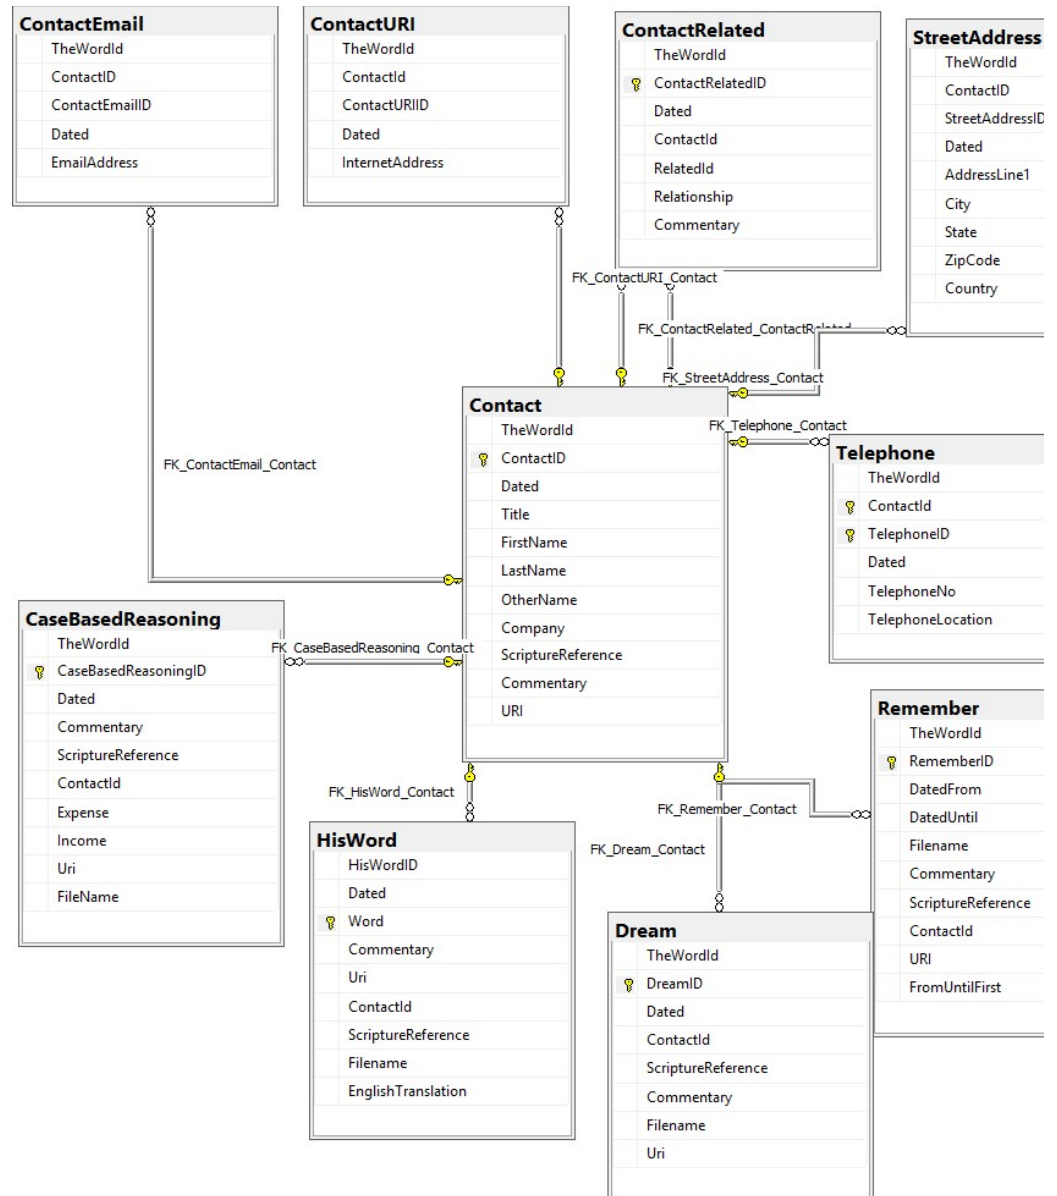 ContactEmail
TheWordId
ContactID
ContactEmailID
Dated
EmailAddress
ContactURI
TheWordId
ContactId
ContactURIID
Dated
InternetAddress
ContactRelated
TheWordId
ContactRelatedID
Dated
ContactId
RelatedId
Relationship
Commentary
StreetAddress
TheWordId
ContactID
StreetAddressID
Dated
AddressLine1
City
State
ZipCode
Country
FK_ContactURI_Contact
FK_ContactRelated_ContactRelated
FK_StreetAddress_Contact
FK_Telephone_Contact
FK_ContactEmail_Contact
Contact
TheWordId
ContactID
Dated
Title
FirstName
LastName
OtherName
Company
ScriptureReference
Commentary
URI
Telephone
TheWordId
ContactId
TelephoneID
Dated
TelephoneNo
TelephoneLocation
CaseBasedReasoning
TheWordId
CaseBasedReasoningID
Dated
Commentary
ScriptureReference
ContactId
Expense
Income
Uri
FileName
FK_CaseBasedReasoning_Contact
FK_HisWord_Contact
FK_Remember_Contact
FK_Dream_Contact
Remember
TheWordId
RememberID
DatedFrom
DatedUntil
Filename
Commentary
ScriptureReference
ContactId
URI
FromUntilFirst
HisWord
HisWordID
Dated
Word
Commentary
Uri
ContactId
ScriptureReference
Filename
EnglishTranslation
Dream
TheWordId
DreamID
Dated
ContactId
ScriptureReference
Commentary
Filename
Uri